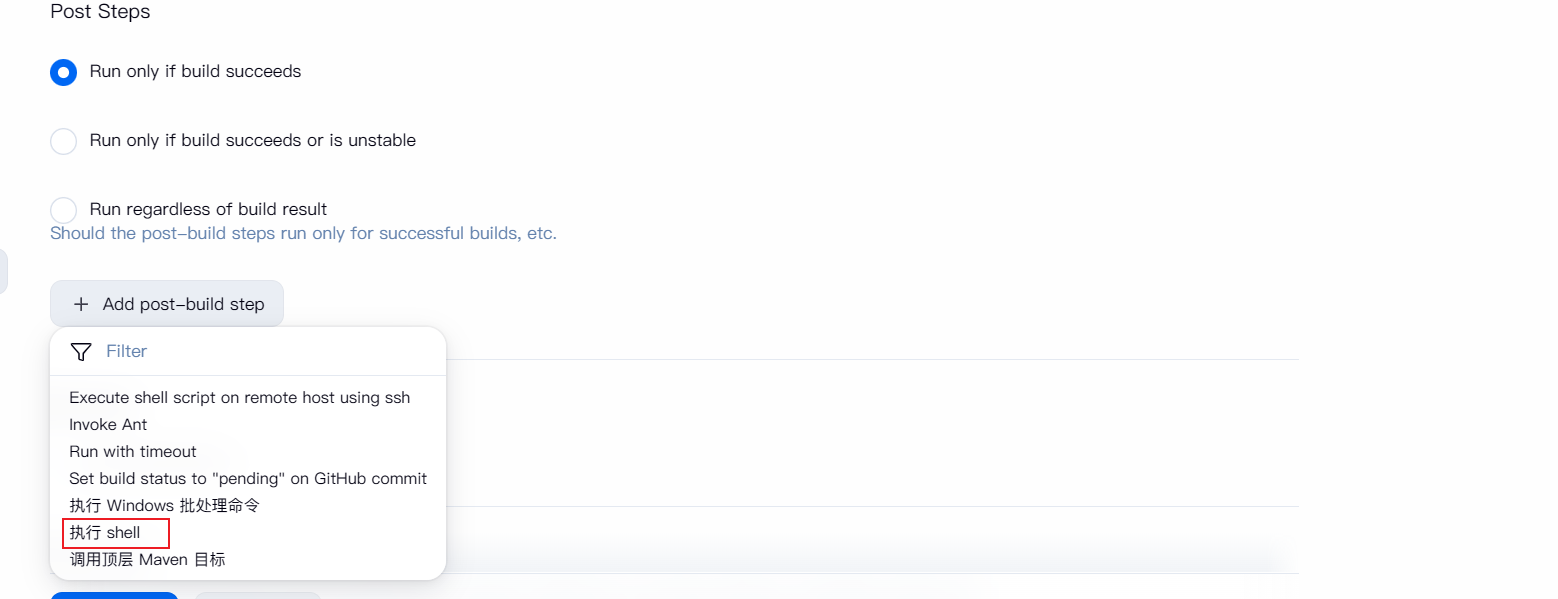 Post Steps
Run only if build succeeds
Run only if build succeeds or is unstable
Run regardless of build result
Should the post-build steps run only for successful builds, etc.
Add post-build step
Filter
Execute shell script on remote host using ssh
Invoke Ant
Run with timeout
Set build status to "pending" on GitHub commit
执行 Windows 批处理命令
执行 shell
调用顶层 Maven 目标